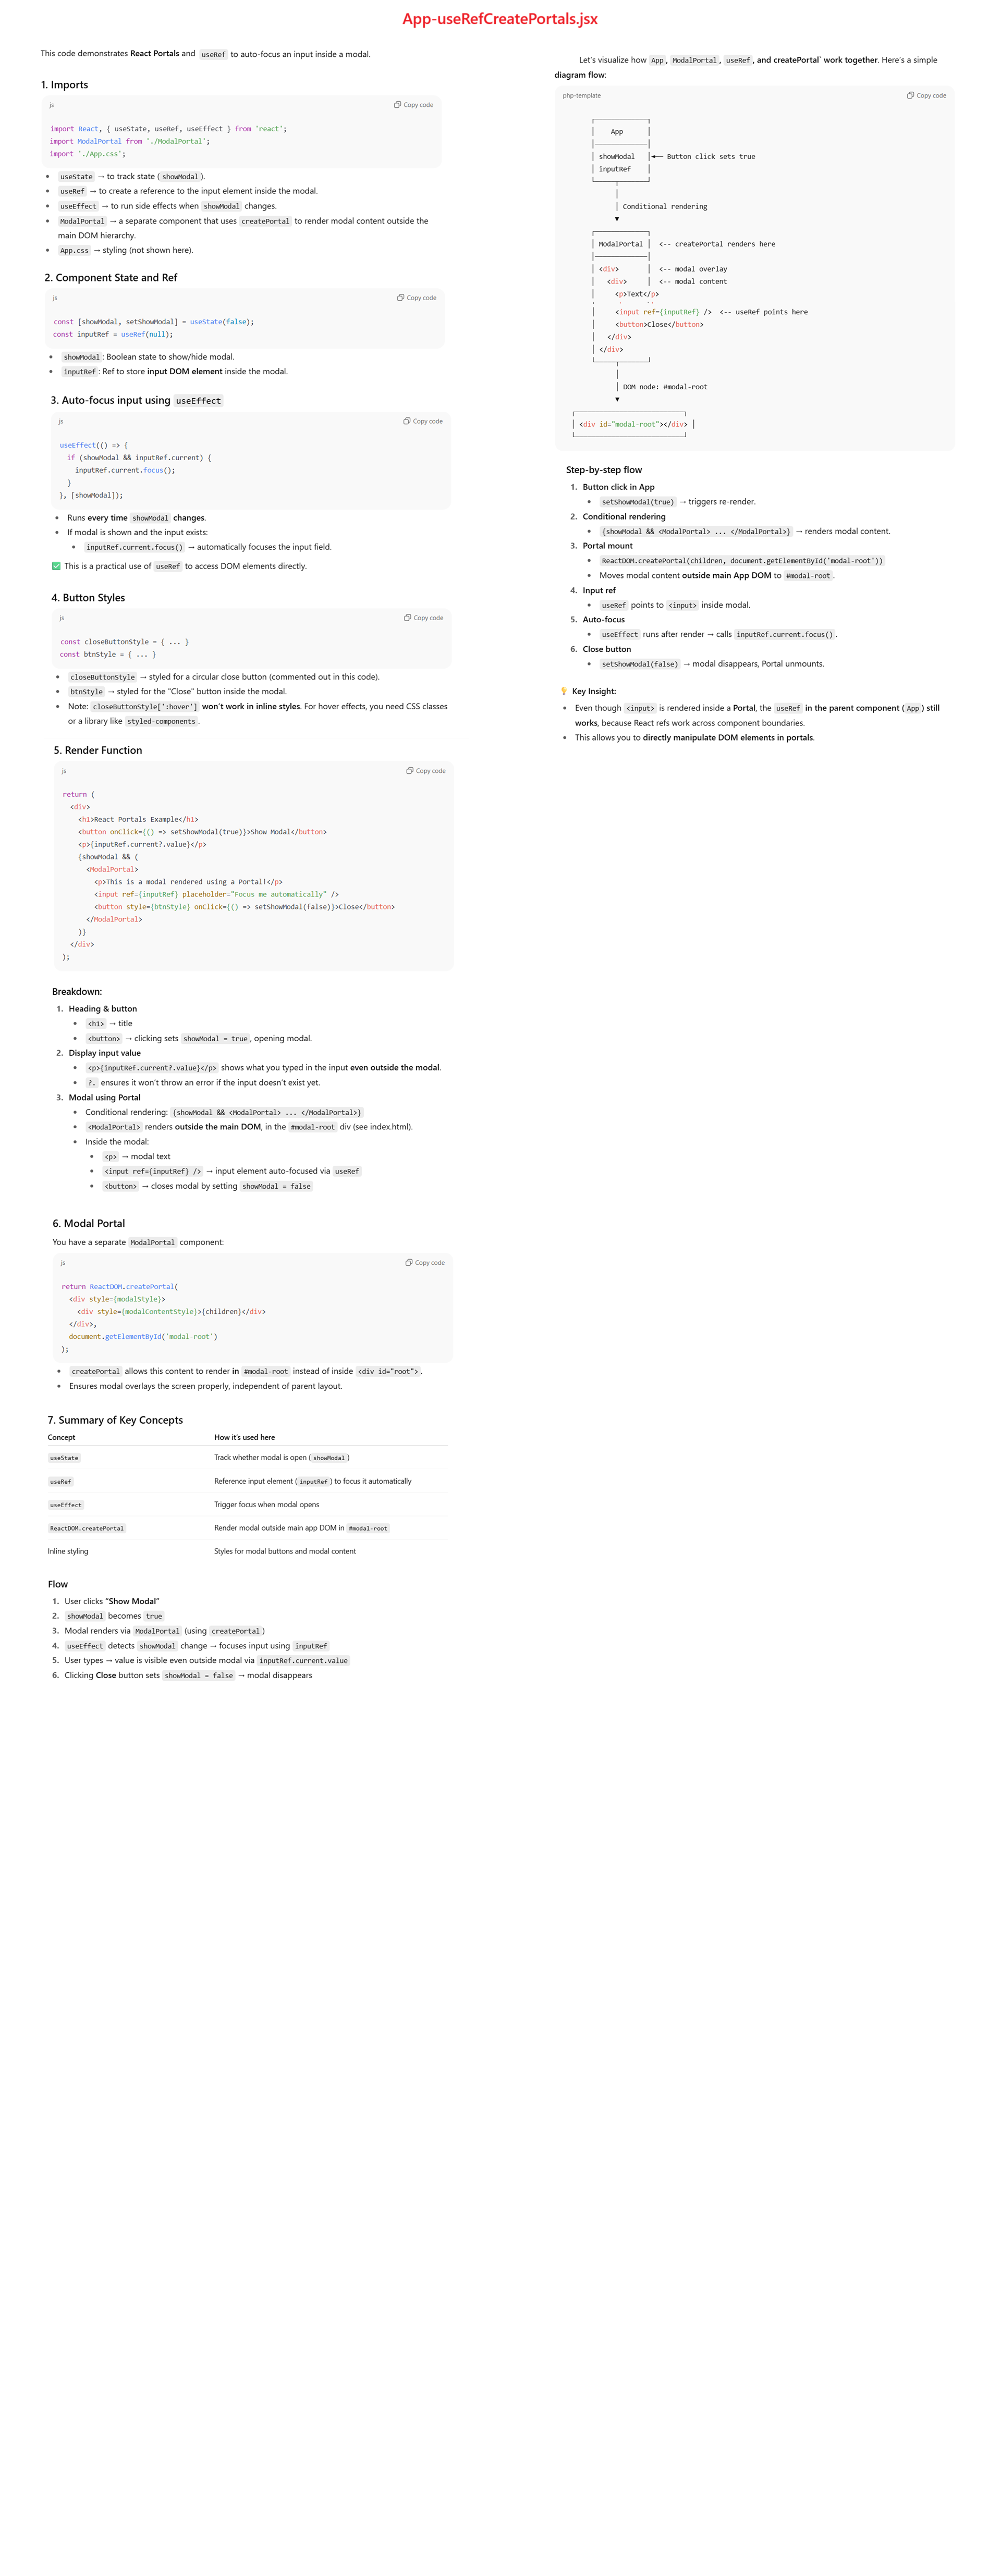 App-useRefCreatePortals.jsx
This code demonstrates React Portals and useRef to auto-focus an input inside a modal.
1. Imports
js
Copy code
import React, { useState, useRef, useEffect } from 'react';
import ModalPortal from './ModalPortal';
import './App.css';
• useState → to track state ( showModal ).
• useRef → to create a reference to the input element inside the modal.
• useEffect → to run side effects when showModal changes.
• ModalPortal → a separate component that uses createPortal to render modal content outside the
main DOM hierarchy.
• App.css → styling (not shown here).
2. Component State and Ref
js
Copy code
const [showModal, setShowModal] = useState(false);
const inputRef = useRef(null);
• showModal : Boolean state to show/hide modal.
• inputRef : Ref to store input DOM element inside the modal.
3. Auto-focus input using useEffect
js
Copy code
useEffect(() => {
  if (showModal && inputRef.current) {
    inputRef.current.focus();
  }
}, [showModal]);
• Runs every time showModal changes.
• If modal is shown and the input exists:
• inputRef.current.focus() → automatically focuses the input field.
✅ This is a practical use of useRef to access DOM elements directly.
4. Button Styles
js
Copy code
const closeButtonStyle = { ... }
const btnStyle = { ... }
• closeButtonStyle → styled for a circular close button (commented out in this code).
• btnStyle → styled for the "Close" button inside the modal.
• Note: closeButtonStyle[':hover'] won't work in inline styles. For hover effects, you need CSS classes
or a library like styled-components .
5. Render Function
js
Copy code
return (
  <div>
    <h1>React Portals Example</h1>
    <button onClick={() => setShowModal(true)}>Show Modal</button>
    <p>{inputRef.current?.value}</p>
    {showModal && (
      <ModalPortal>
        <p>This is a modal rendered using a Portal!</p>
        <input ref={inputRef} placeholder="Focus me automatically" />
        <button style={btnStyle} onClick={() => setShowModal(false)}>Close</button>
      </ModalPortal>
    )}
  </div>
);
Breakdown:
1. Heading & button
• <h1> → title
• <button> → clicking sets showModal = true , opening modal.
2. Display input value
• <p>{inputRef.current?.value}</p> shows what you typed in the input even outside the modal.
• ?. ensures it won't throw an error if the input doesn't exist yet.
3. Modal using Portal
• Conditional rendering: {showModal && <ModalPortal> ... </ModalPortal>}
• <ModalPortal> renders outside the main DOM, in the #modal-root div (see index.html).
• Inside the modal:
• <p> → modal text
• <input ref={inputRef} /> → input element auto-focused via useRef
• <button> → closes modal by setting showModal = false
6. Modal Portal
You have a separate ModalPortal component:
js
Copy code
return ReactDOM.createPortal(
  <div style={modalStyle}>
    <div style={modalContentStyle}>{children}</div>
  </div>,
  document.getElementById('modal-root')
);
• createPortal allows this content to render in #modal-root instead of inside <div id="root"> .
• Ensures modal overlays the screen properly, independent of parent layout.
7. Summary of Key Concepts
Concept How it's used here
useState Track whether modal is open ( showModal )
useRef Reference input element ( inputRef ) to focus it automatically
useEffect Trigger focus when modal opens
ReactDOM.createPortal Render modal outside main app DOM in #modal-root
Inline styling Styles for modal buttons and modal content
Flow
1. User clicks "Show Modal"
2. showModal becomes true
3. Modal renders via ModalPortal (using createPortal )
4. useEffect detects showModal change → focuses input using inputRef
5. User types → value is visible even outside modal via inputRef.current.value
6. Clicking Close button sets showModal = false → modal disappears
Let's visualize how App , ModalPortal , useRef , and createPortal` work together. Here's a simple
diagram flow:
php-template
Copy code
App
showModal ◄── Button click sets true
inputRef
Conditional rendering
▼
ModalPortal <-- createPortal renders here
<div> <-- modal overlay
<div> <-- modal content
<p>Text</p>
<input ref={inputRef} /> <-- useRef points here
<button>Close</button>
</div>
</div>
DOM node: #modal-root
▼
<div id="modal-root"></div>
Step-by-step flow
1. Button click in App
• setShowModal(true) → triggers re-render.
2. Conditional rendering
• {showModal && <ModalPortal> ... </ModalPortal>} → renders modal content.
3. Portal mount
• ReactDOM.createPortal(children, document.getElementById('modal-root'))
• Moves modal content outside main App DOM to #modal-root .
4. Input ref
• useRef points to <input> inside modal.
5. Auto-focus
• useEffect runs after render → calls inputRef.current.focus() .
6. Close button
• setShowModal(false) → modal disappears, Portal unmounts.
💡 Key Insight:
• Even though <input> is rendered inside a Portal, the useRef in the parent component ( App ) still
works, because React refs work across component boundaries.
• This allows you to directly manipulate DOM elements in portals.